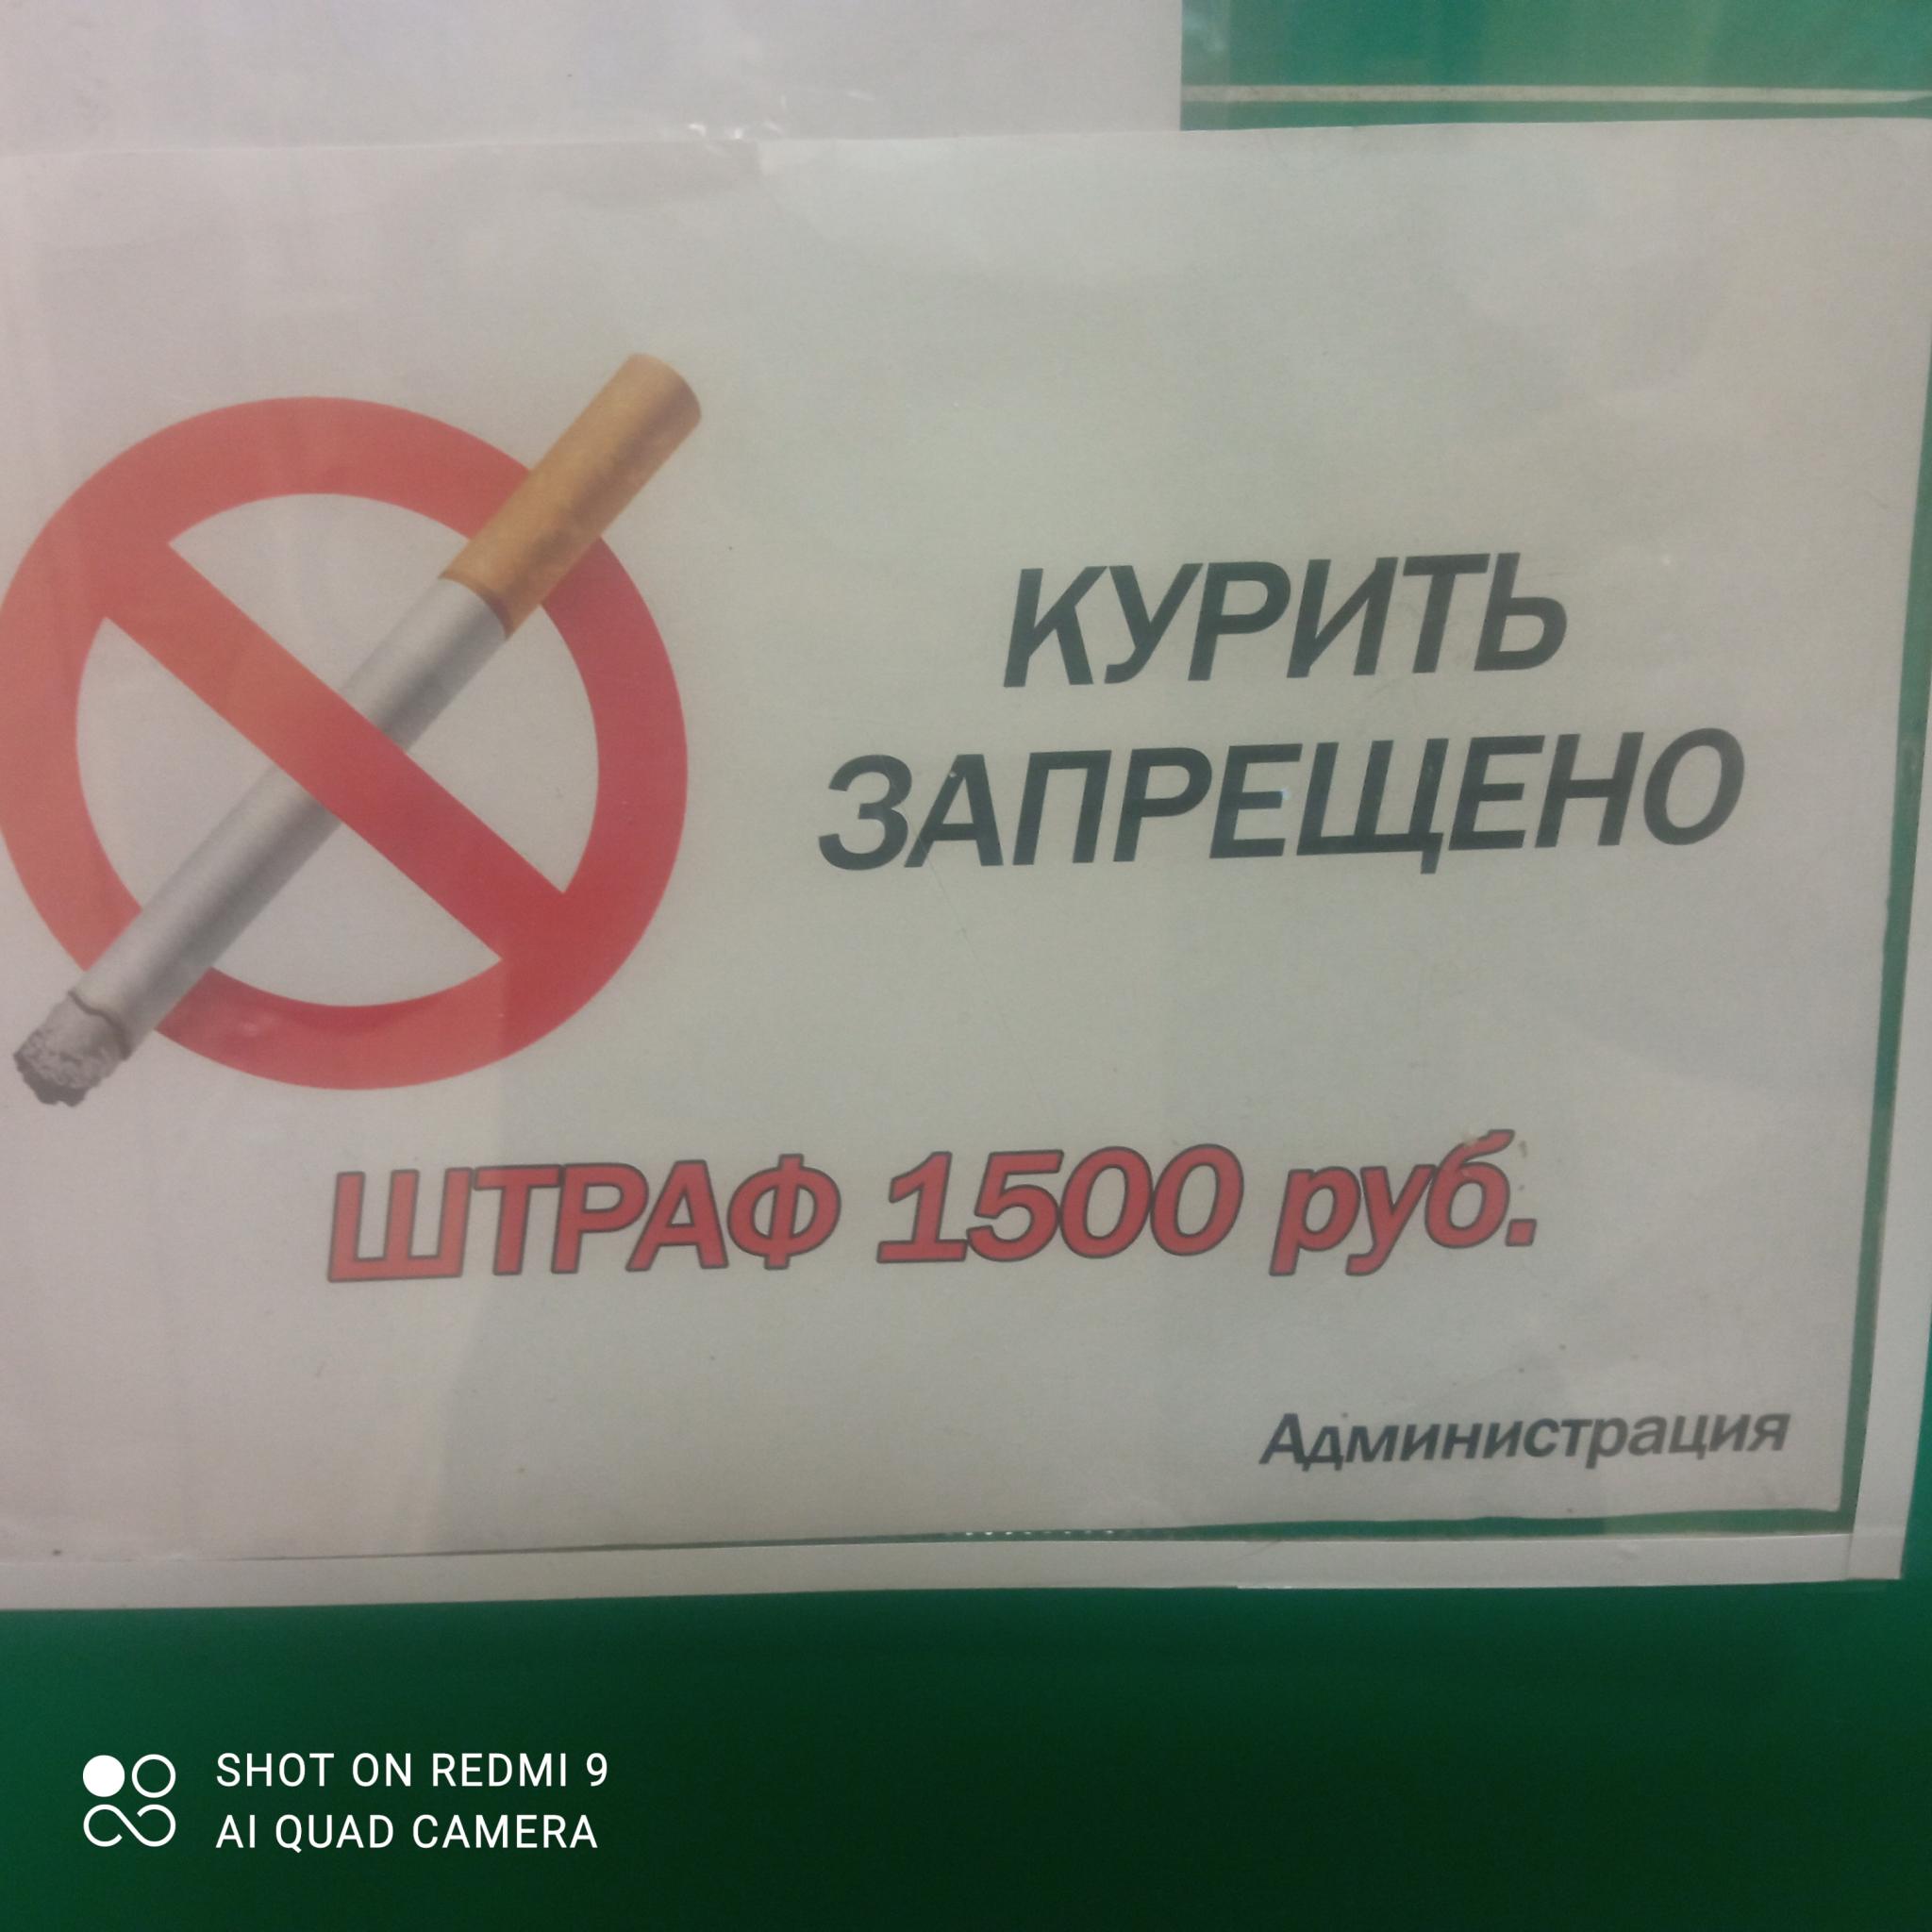 КУРИТЬ
ЗАПРЕЩЕНО
ШТРАФ 1500 руб.
Администрация
SHOT ON REDMI 9
AI QUAD CAMERA